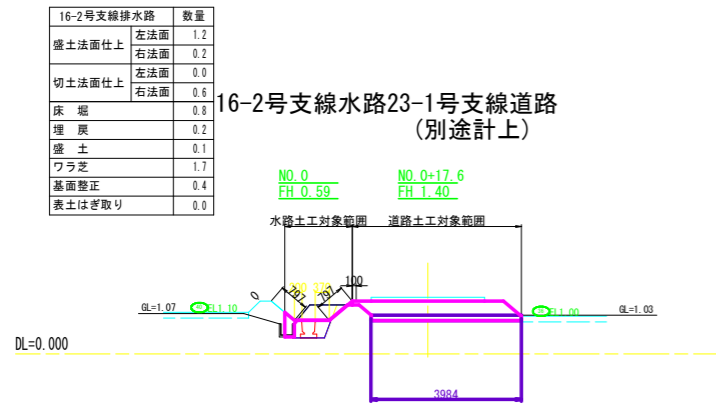 16-2号支線排水路 数量
盛土法面仕上 左法面 1.2
右法面 0.2
切土法面仕上 左法面 0.0
右法面 0.6
床 堀 0.8
埋 戻 0.2
盛 土 0.1
ワラ芝 1.7
基面整正 0.4
表土はぎ取り 0.0
16-2号支線水路23-1号支線道路
(別途計上)
NO.0
FH 0.59
NO.0+17.6
FH 1.40
水路土工対象範囲 道路土工対象範囲
0
797
797
100
GL=1.07
EL1.10
EL1.00
GL=1.03
DL=0.000
3984